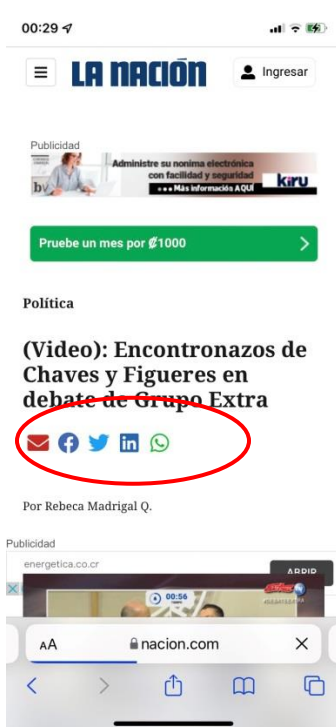 00:29
LA NACIÓN
Ingresar
Publicidad
Administre su nonima electrónica
con facilidad y seguridad
Más información AQUÍ
kiru
by
Pruebe un mes por ₡1000
Política
(Video): Encontronazos de
Chaves y Figueres en
debate de Grupo Extra
Por Rebeca Madrigal Q.
Publicidad
energetica.co.cr
ABRIR
00:56
AA
nacion.com